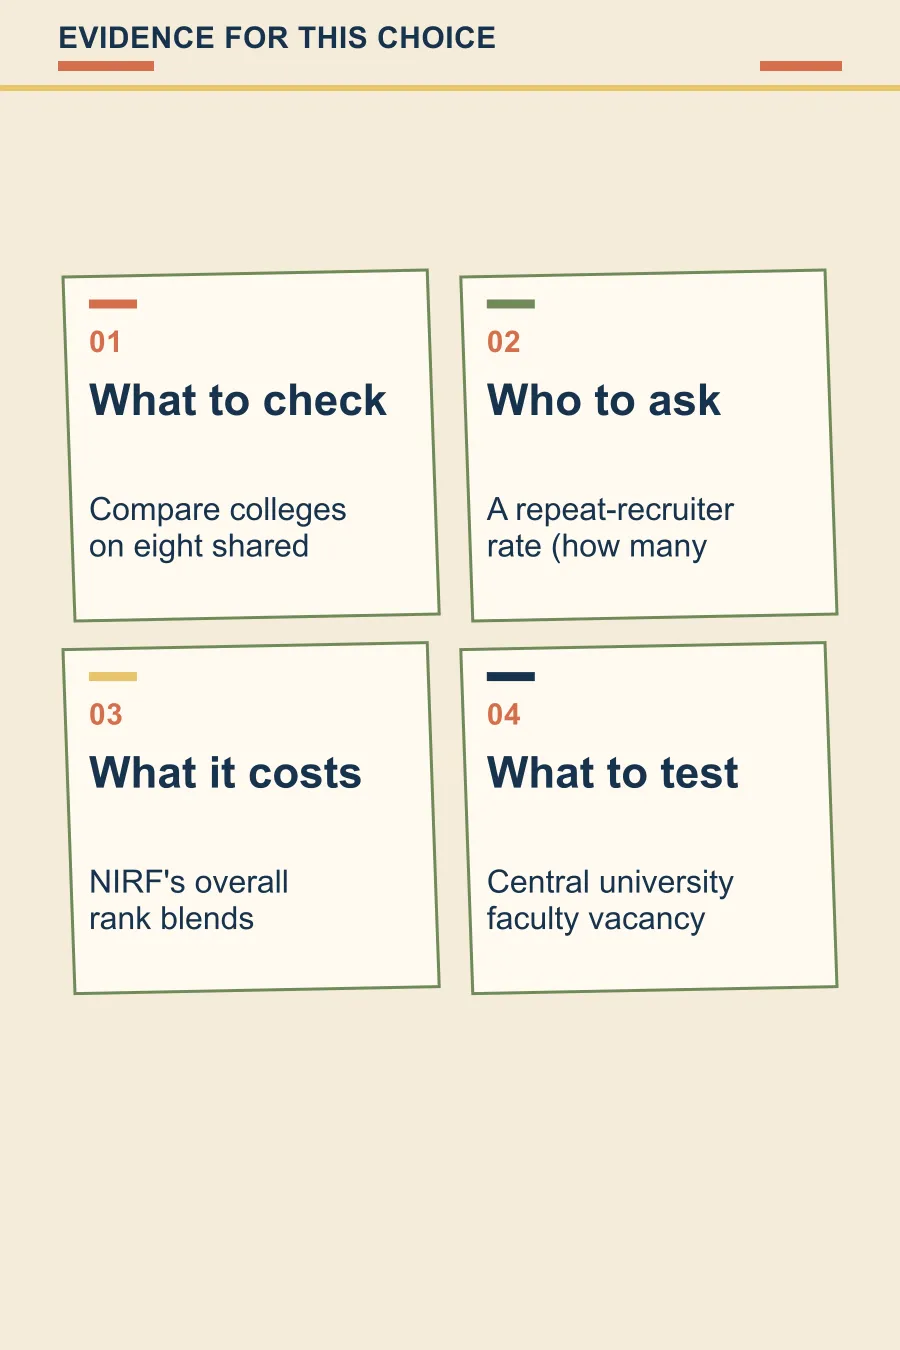 EVIDENCE FOR THIS CHOICE
01
What to check
Compare colleges
on eight shared
02
Who to ask
A repeat-recruiter
rate (how many
03
What it costs
NIRF's overall
rank blends
04
What to test
Central university
faculty vacancy